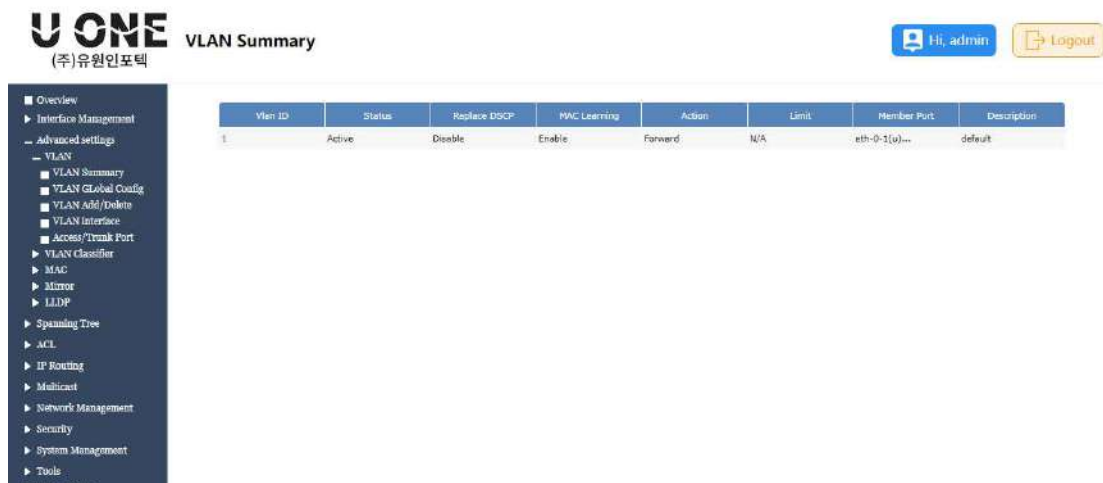 U ONE
(주)유원인포텍
VLAN Summary
Hi, admin
Logout
Overview
Interface Management
Advanced settings
VLAN
VLAN Summary
VLAN GLobal Config
VLAN Add/Delete
VLAN Interface
Access/Trunk Port
VLAN Classifier
MAC
Mirror
LLDP
Spanning Tree
ACL
IP Routing
Multicast
Network Management
Security
System Management
Tools
Vlan ID Status Replace DSCP MAC Learning Action Limit Member Port Description
1 Active Disable Enable Forward N/A eth-0-1(u)... default